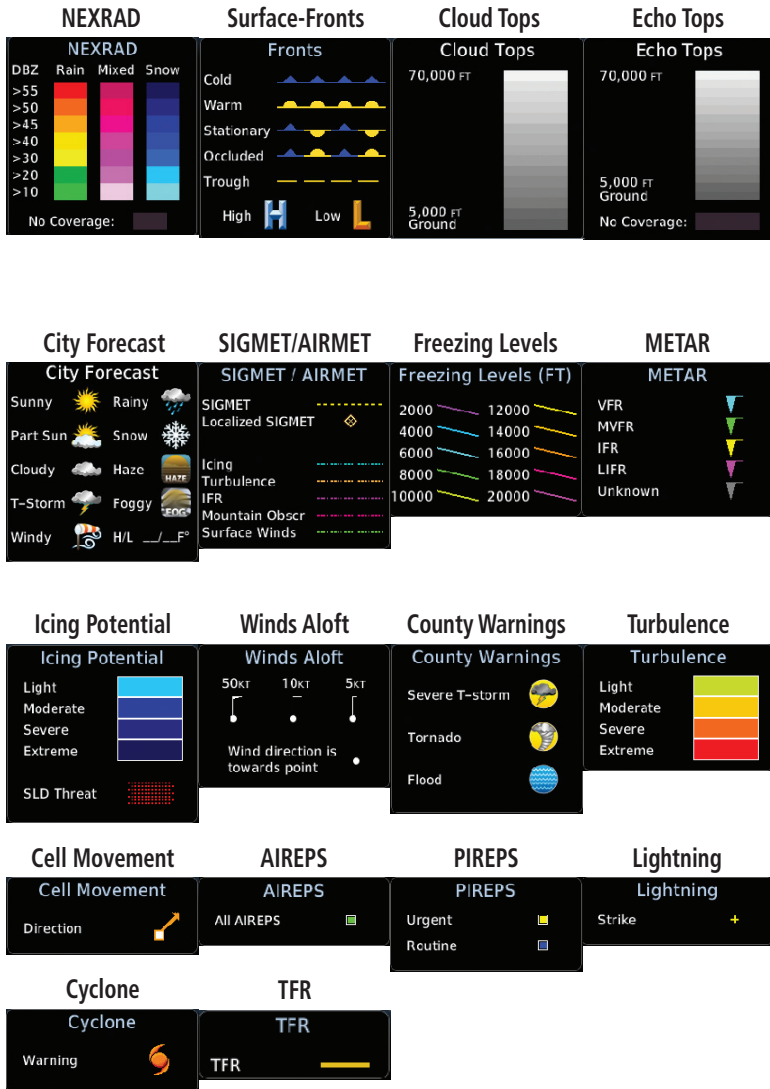 NEXRAD Surface-Fronts Cloud Tops Echo Tops
NEXRAD
DBZ Rain Mixed Snow
>55
>50
>45
>40
>30
>20
>10
No Coverage:
Fronts
Cold
Warm
Stationary
Occluded
Trough
High H Low L
Cloud Tops
70,000 FT
5,000 FT
Ground
Echo Tops
70,000 FT
5,000 FT
Ground
No Coverage:
City Forecast SIGMET/AIRMET Freezing Levels METAR
City Forecast
Sunny Rainy
Part Sun Snow
Cloudy Haze HAZE
T-Storm Foggy FOG
Windy H/L __/__F°
SIGMET / AIRMET
SIGMET
Localized SIGMET
Icing
Turbulence
IFR
Mountain Obscr
Surface Winds
Freezing Levels (FT)
2000 12000
4000 14000
6000 16000
8000 18000
10000 20000
METAR
VFR
MVFR
IFR
LIFR
Unknown
Icing Potential Winds Aloft County Warnings Turbulence
Icing Potential
Light
Moderate
Severe
Extreme
SLD Threat
Winds Aloft
50KT 10KT 5KT
Wind direction is
towards point
County Warnings
Severe T-storm
Tornado
Flood
Turbulence
Light
Moderate
Severe
Extreme
Cell Movement AIREPS PIREPS Lightning
Cell Movement
Direction
AIREPS
All AIREPS
PIREPS
Urgent
Routine
Lightning
Strike
Cyclone TFR
Cyclone
Warning
TFR
TFR